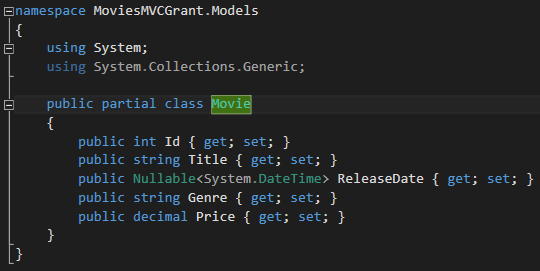 namespace MoviesMVCGrant.Models
{
    using System;
    using System.Collections.Generic;

    public partial class Movie
    {
        public int Id { get; set; }
        public string Title { get; set; }
        public Nullable<System.DateTime> ReleaseDate { get; set; }
        public string Genre { get; set; }
        public decimal Price { get; set; }
    }
}